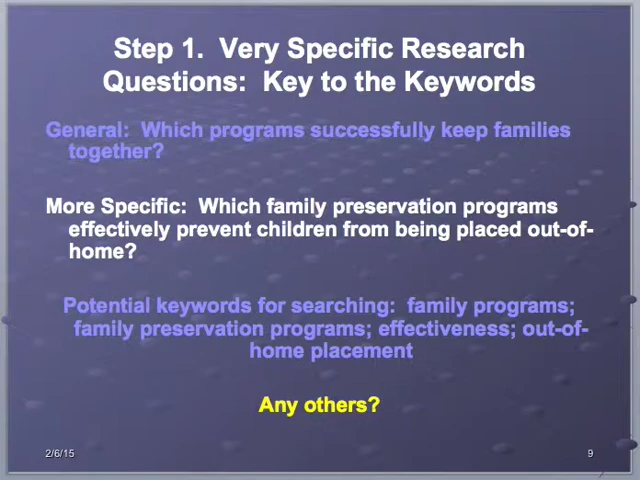 Step 1.  Very Specific Research
Questions:  Key to the Keywords
General:  Which programs successfully keep families
together?
More Specific:  Which family preservation programs
effectively prevent children from being placed out-of-
home?
Potential keywords for searching:  family programs;
family preservation programs; effectiveness; out-of-
home placement
Any others?
2/6/15
9